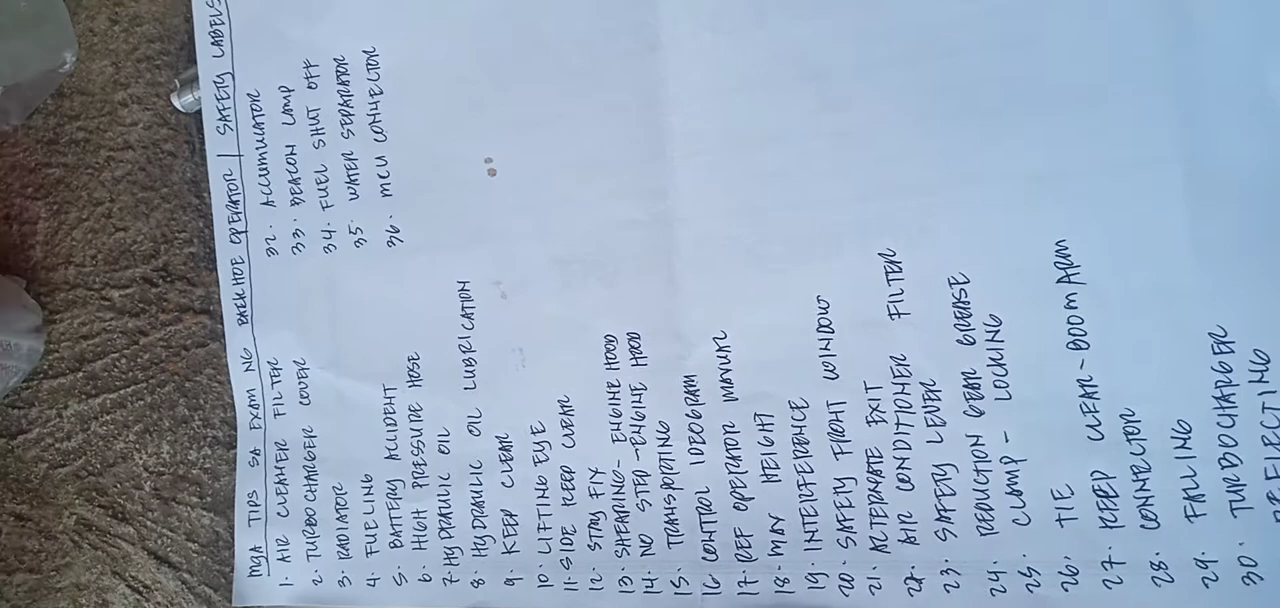 MGA TIPS SA EXAM NG BACKHOE OPERATOR / SAFETY LABELS
1. AIR CLEANER FILTER
2. TURBO CHARGER COVER
3. RADIATOR
4. FUELING
5. BATTERY ACCIDENT
6. HIGH PRESSURE HOSE
7. HYDRAULIC OIL
8. HYDRAULIC OIL LUBRICATION
9. KEEP CLEAR
10. LIFTING EYE
11. SIDE KEEP CLEAR
12. STAY FIX
13. SHEARING - ENGINE HOOD
14. NO STEP - ENGINE HOOD
15. TRANSPORTING
16. CONTROL IDEOGRAM
17. REF OPERATOR MANUAL
18. MAX HEIGHT
19. INTERFERENCE
20. SAFETY FRONT WINDOW
21. ALTERNATE EXIT
22. AIR CONDITIONER FILTER
23. SAFETY LEVER
24. REDUCTION GEAR GREASE
25. CLAMP - LOCKING
26. TIE
27. KEEP CLEAR - BOOM ARM
28. CONNECTOR
29. FALLING
30. TURBOCHARGER
REFLECTING
32. ACCUMULATOR
33. BEACON LAMP
34. FUEL SHUT OFF
35. WATER SEPARATOR
36. MCU CONNECTOR